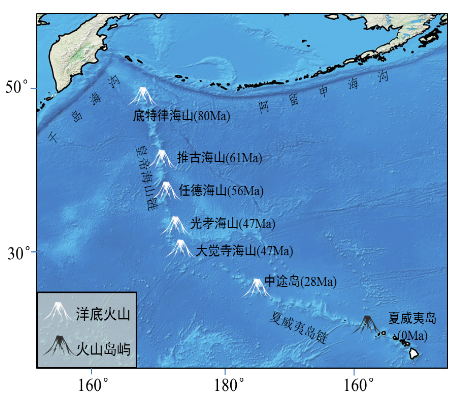 千岛海沟
阿留申海沟
50°
底特律海山(80Ma)
皇帝海山链
推古海山(61Ma)
任德海山(56Ma)
光孝海山(47Ma)
大觉寺海山(47Ma)
30°
中途岛(28Ma)
夏威夷岛链
夏威夷岛
(0Ma)
洋底火山
火山岛屿
160°
180°
160°